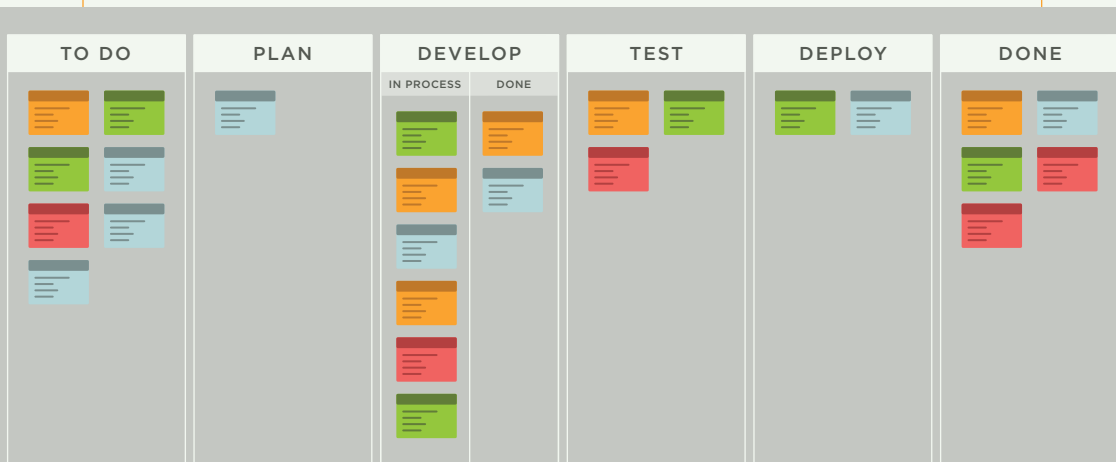 TO DO
PLAN
DEVELOP
TEST
DEPLOY
DONE
IN PROCESS
DONE